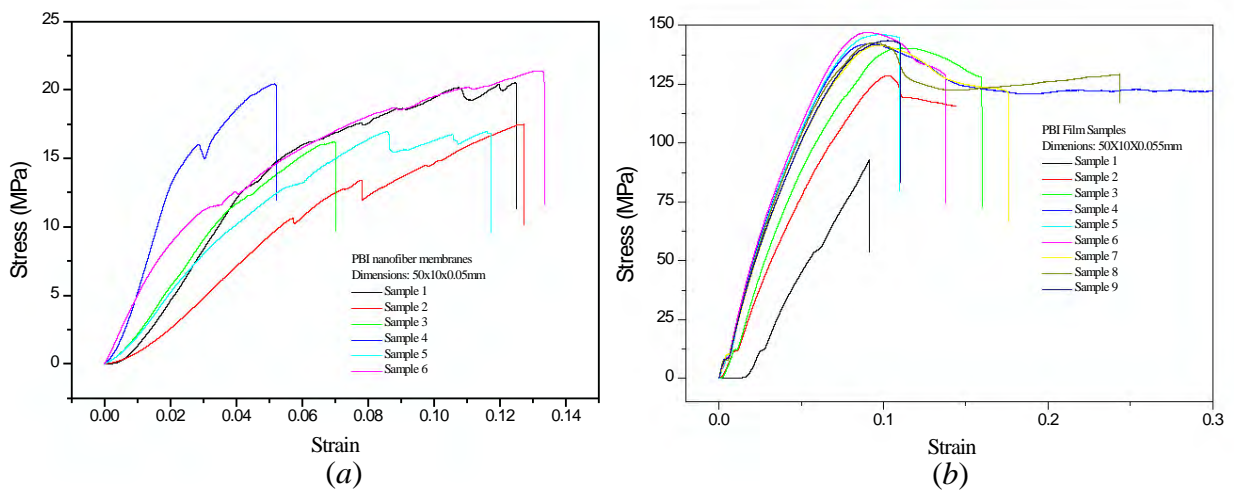 25
20
15
10
5
0
Stress (MPa)
PBI nanofiber membranes
Dimensions: 50x10x0.05mm
Sample 1
Sample 2
Sample 3
Sample 4
Sample 5
Sample 6
0.00 0.02 0.04 0.06 0.08 0.10 0.12 0.14
Strain
(a)
150
125
100
75
50
25
0
Stress (MPa)
PBI Film Samples
Dimenions: 50X10X0.055mm
Sample 1
Sample 2
Sample 3
Sample 4
Sample 5
Sample 6
Sample 7
Sample 8
Sample 9
0.0 0.1 0.2 0.3
Strain
(b)